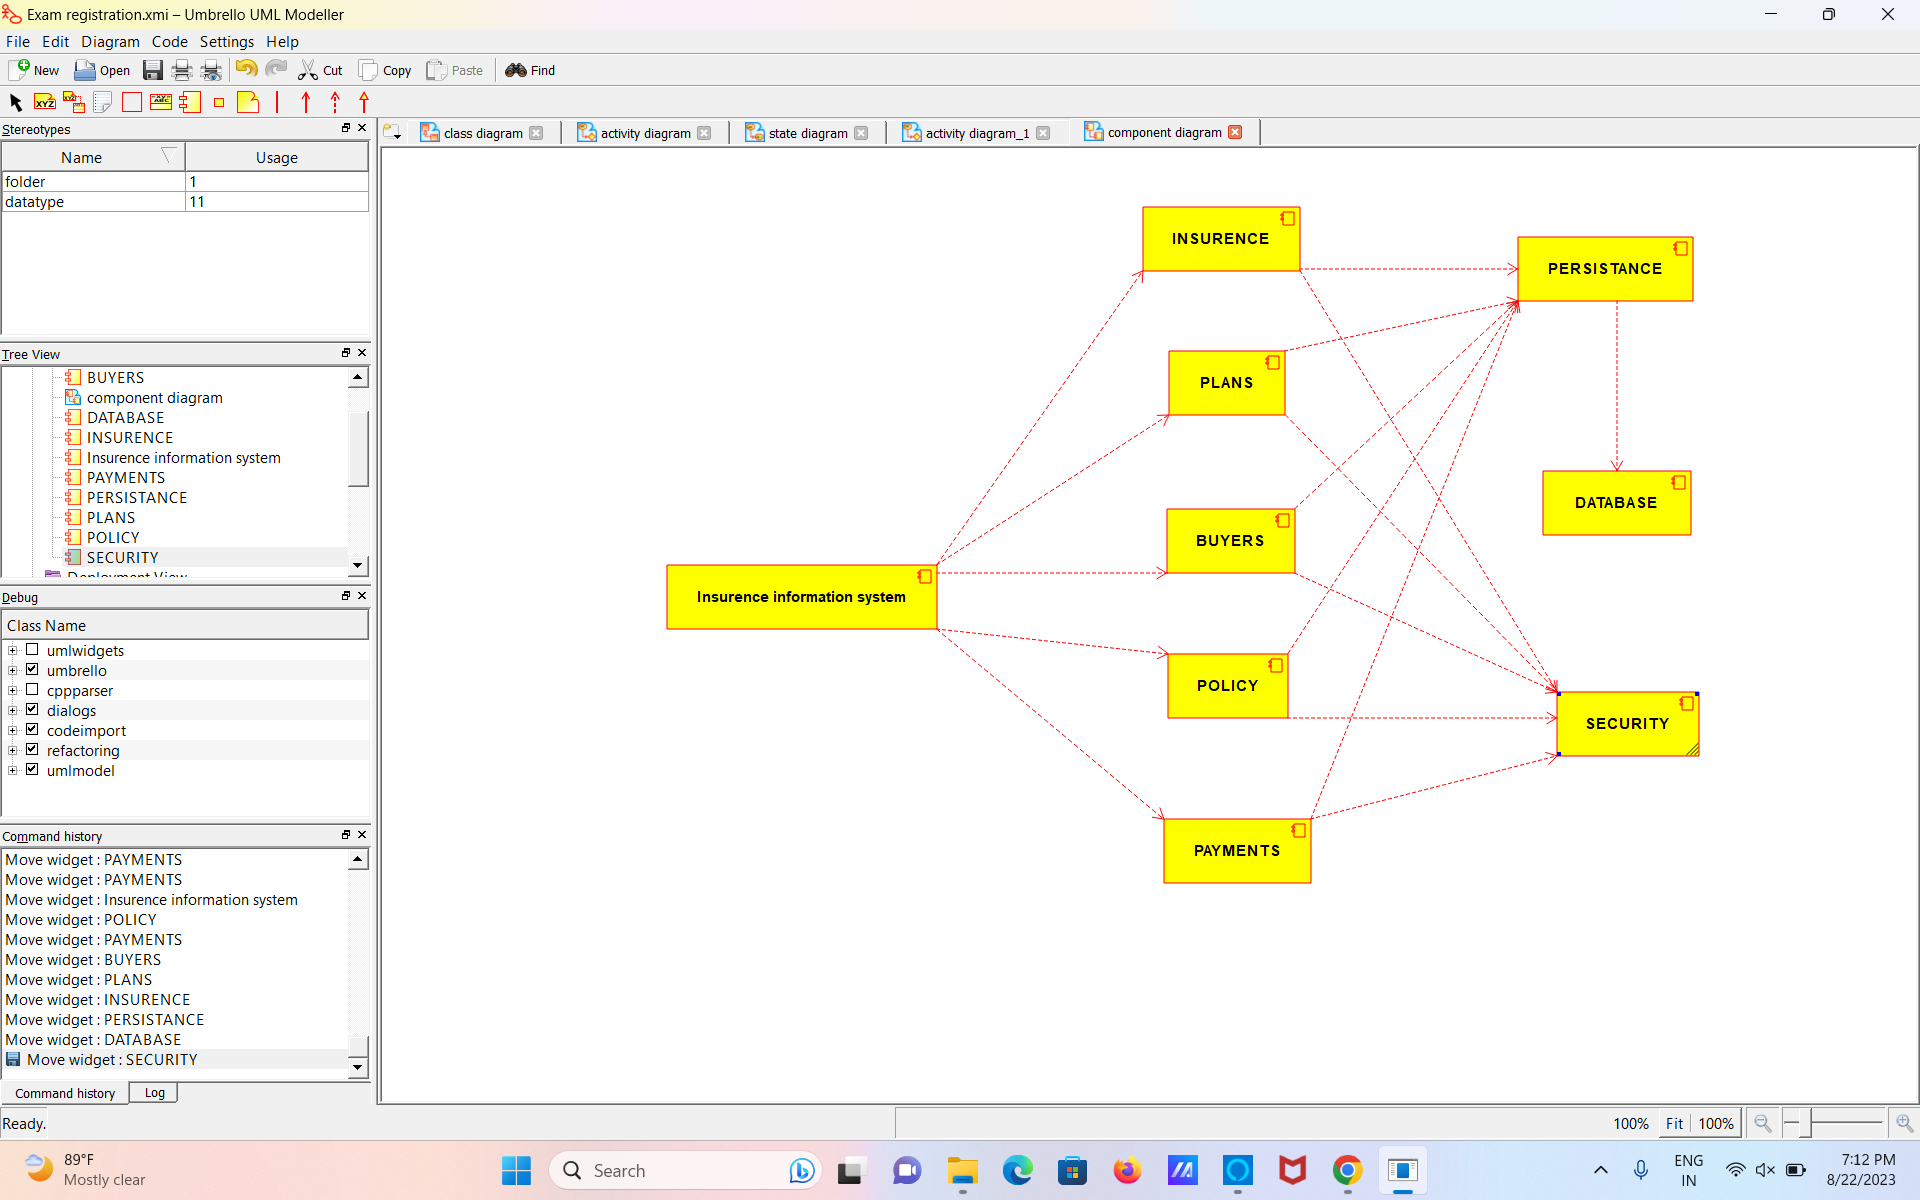 Exam registration.xmi – Umbrello UML Modeller
File Edit Diagram Code Settings Help
New Open Cut Copy Paste Find
Stereotypes
Name Usage
folder 1
datatype 11
Tree View
BUYERS
component diagram
DATABASE
INSURENCE
Insurence information system
PAYMENTS
PERSISTANCE
PLANS
POLICY
SECURITY
Deployment View
Debug
Class Name
umlwidgets
umbrello
cppparser
dialogs
codeimport
refactoring
umlmodel
Command history
Move widget : PAYMENTS
Move widget : PAYMENTS
Move widget : Insurence information system
Move widget : POLICY
Move widget : PAYMENTS
Move widget : BUYERS
Move widget : PLANS
Move widget : INSURENCE
Move widget : PERSISTANCE
Move widget : DATABASE
Move widget : SECURITY
Command history Log
Ready.
class diagram activity diagram state diagram activity diagram_1 component diagram
INSURENCE
PERSISTANCE
PLANS
DATABASE
BUYERS
Insurence information system
POLICY
SECURITY
PAYMENTS
100% Fit 100%
89°F
Mostly clear
Search
ENG
IN
7:12 PM
8/22/2023